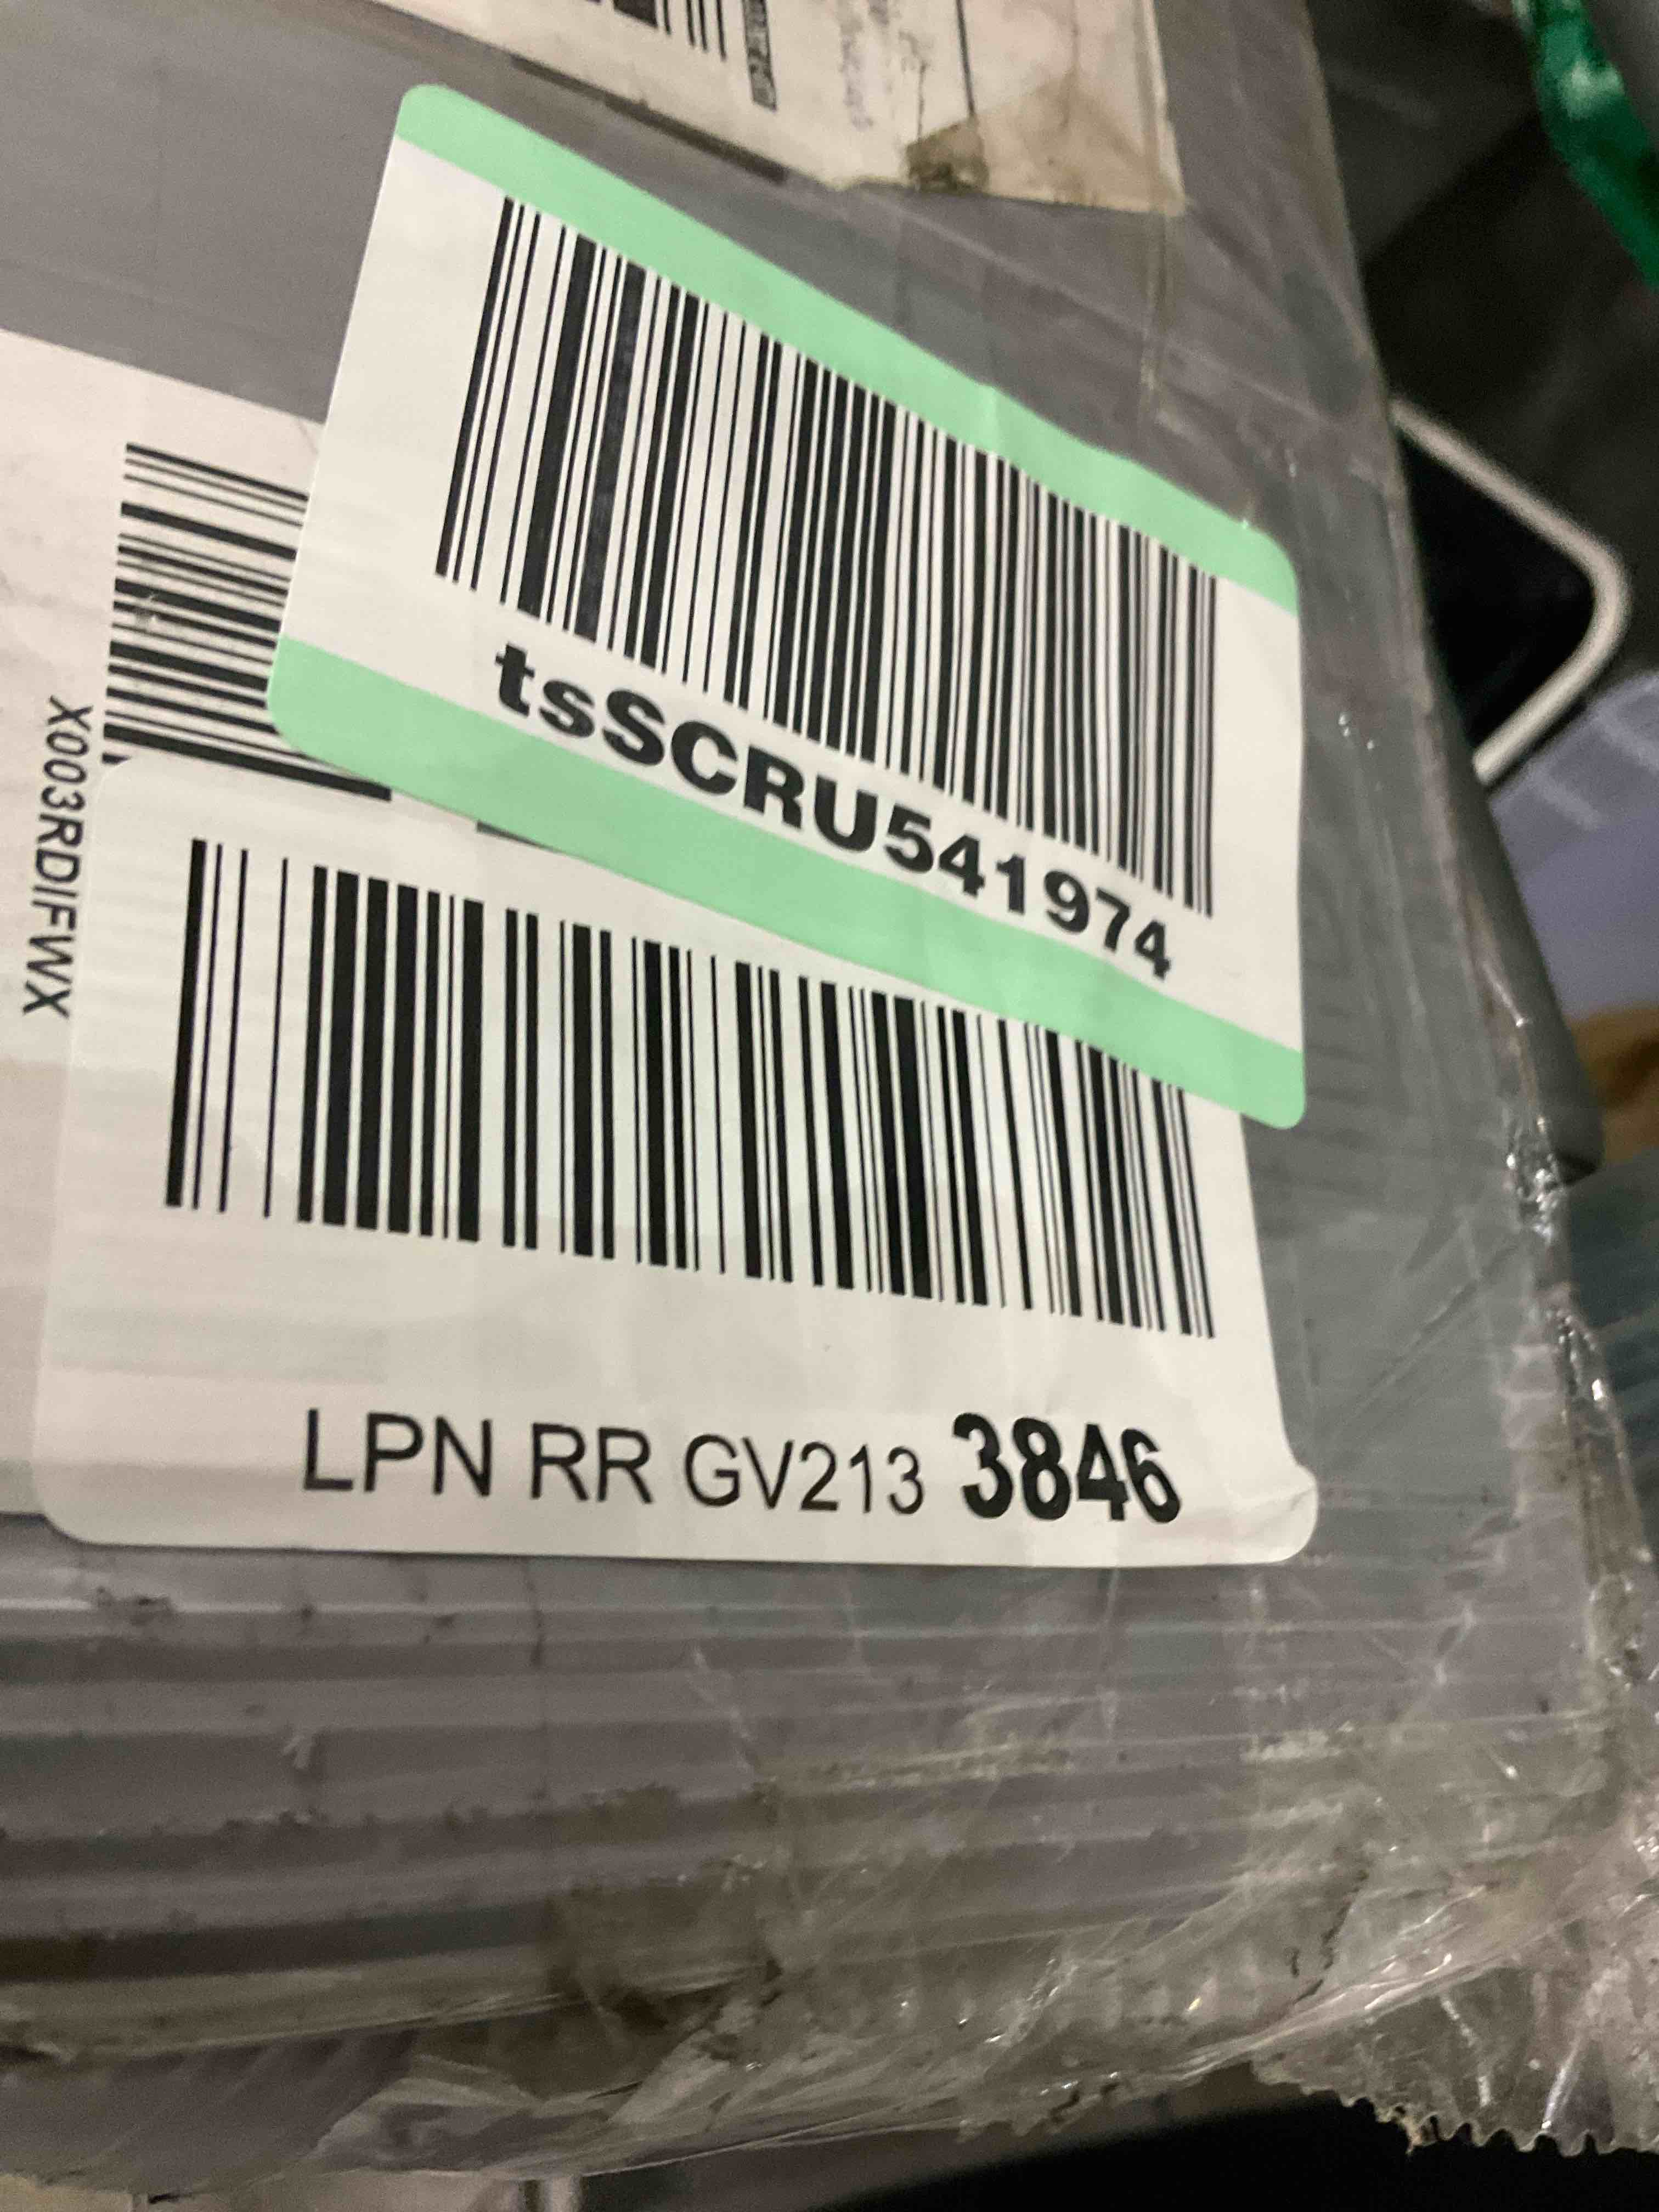 tsSCRU541974
X003RDIFWX
LPN RR GV213 3846